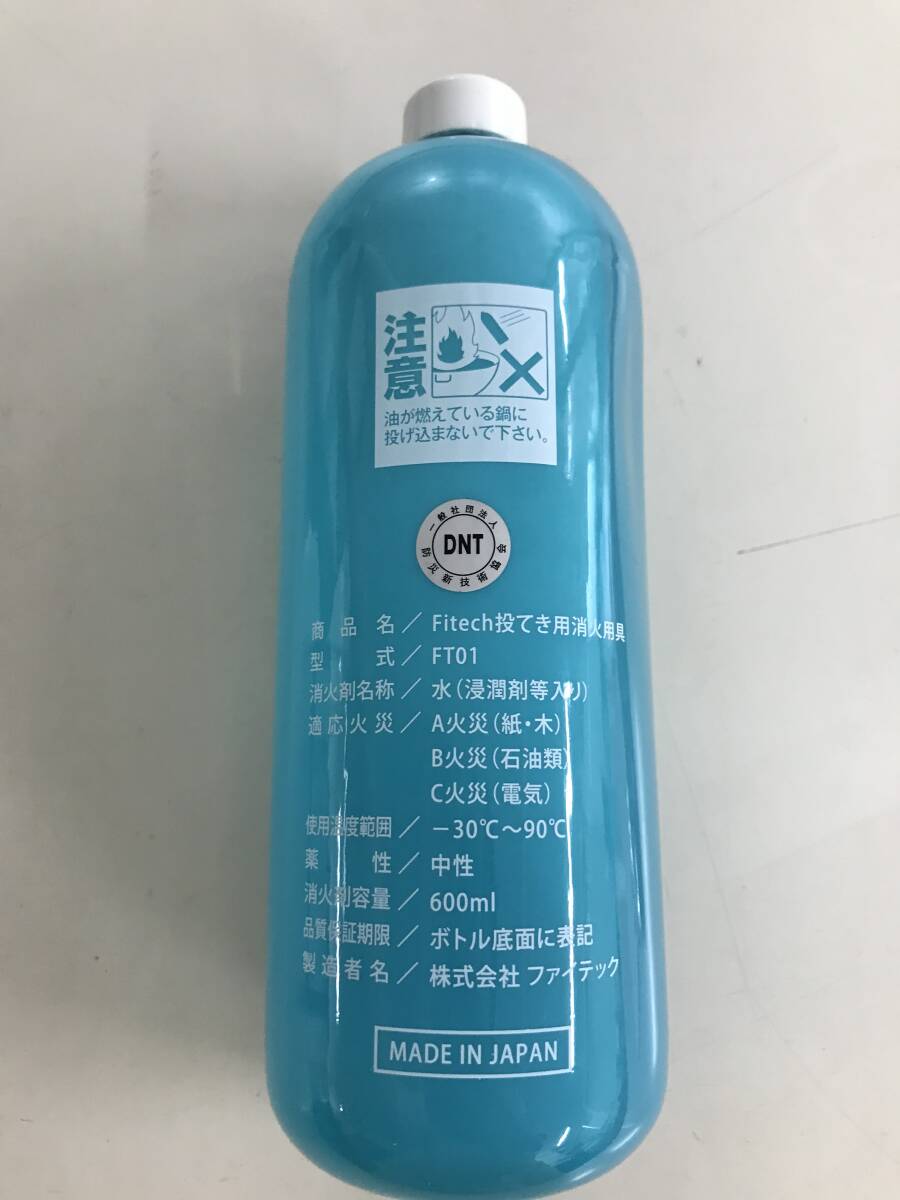 注意
油が燃えている鍋に
投げ込まないで下さい。
一般社団法人
DNT
防災新技術協会
商品名／Fitech投てき用消火用具
型式／FT01
消火剤名称／水（浸潤剤等入り）
適応火災／A火災（紙・木）
B火災（石油類）
C火災（電気）
使用温度範囲／－30℃～90℃
薬性／中性
消火剤容量／600ml
品質保証期限／ボトル底面に表記
製造者名／株式会社 ファイテック
MADE IN JAPAN